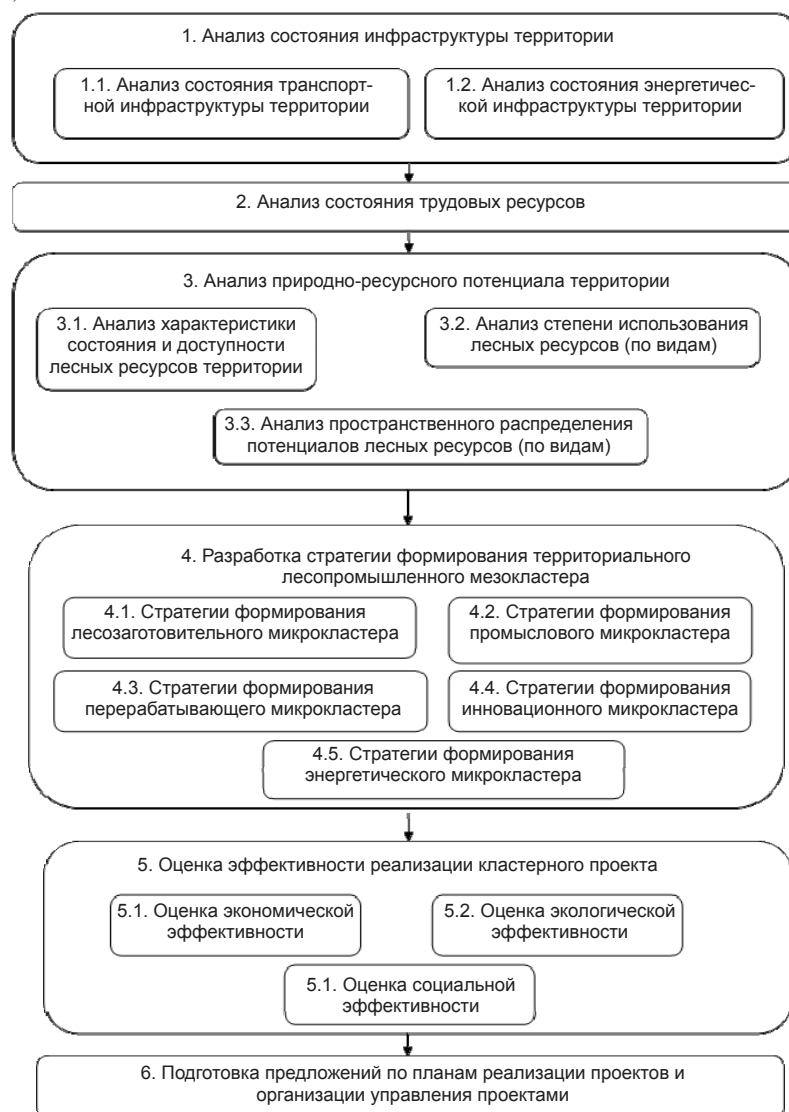 1. Анализ состояния инфраструктуры территории
1.1. Анализ состояния транспорт-
ной инфраструктуры территории
1.2. Анализ состояния энергетичес-
кой инфраструктуры территории
2. Анализ состояния трудовых ресурсов
3. Анализ природно-ресурсного потенциала территории
3.1. Анализ характеристики
состояния и доступности
лесных ресурсов территории
3.2. Анализ степени использования
лесных ресурсов (по видам)
3.3. Анализ пространственного распределения
потенциалов лесных ресурсов (по видам)
4. Разработка стратегии формирования территориального
лесопромышленного мезокластера
4.1. Стратегии формирования
лесозаготовительного микрокластера
4.2. Стратегии формирования
промыслового микрокластера
4.3. Стратегии формирования
перерабатывающего микрокластера
4.4. Стратегии формирования
инновационного микрокластера
4.5. Стратегии формирования
энергетического микрокластера
5. Оценка эффективности реализации кластерного проекта
5.1. Оценка экономической
эффективности
5.2. Оценка экологической
эффективности
5.1. Оценка социальной
эффективности
6. Подготовка предложений по планам реализации проектов и
организации управления проектами